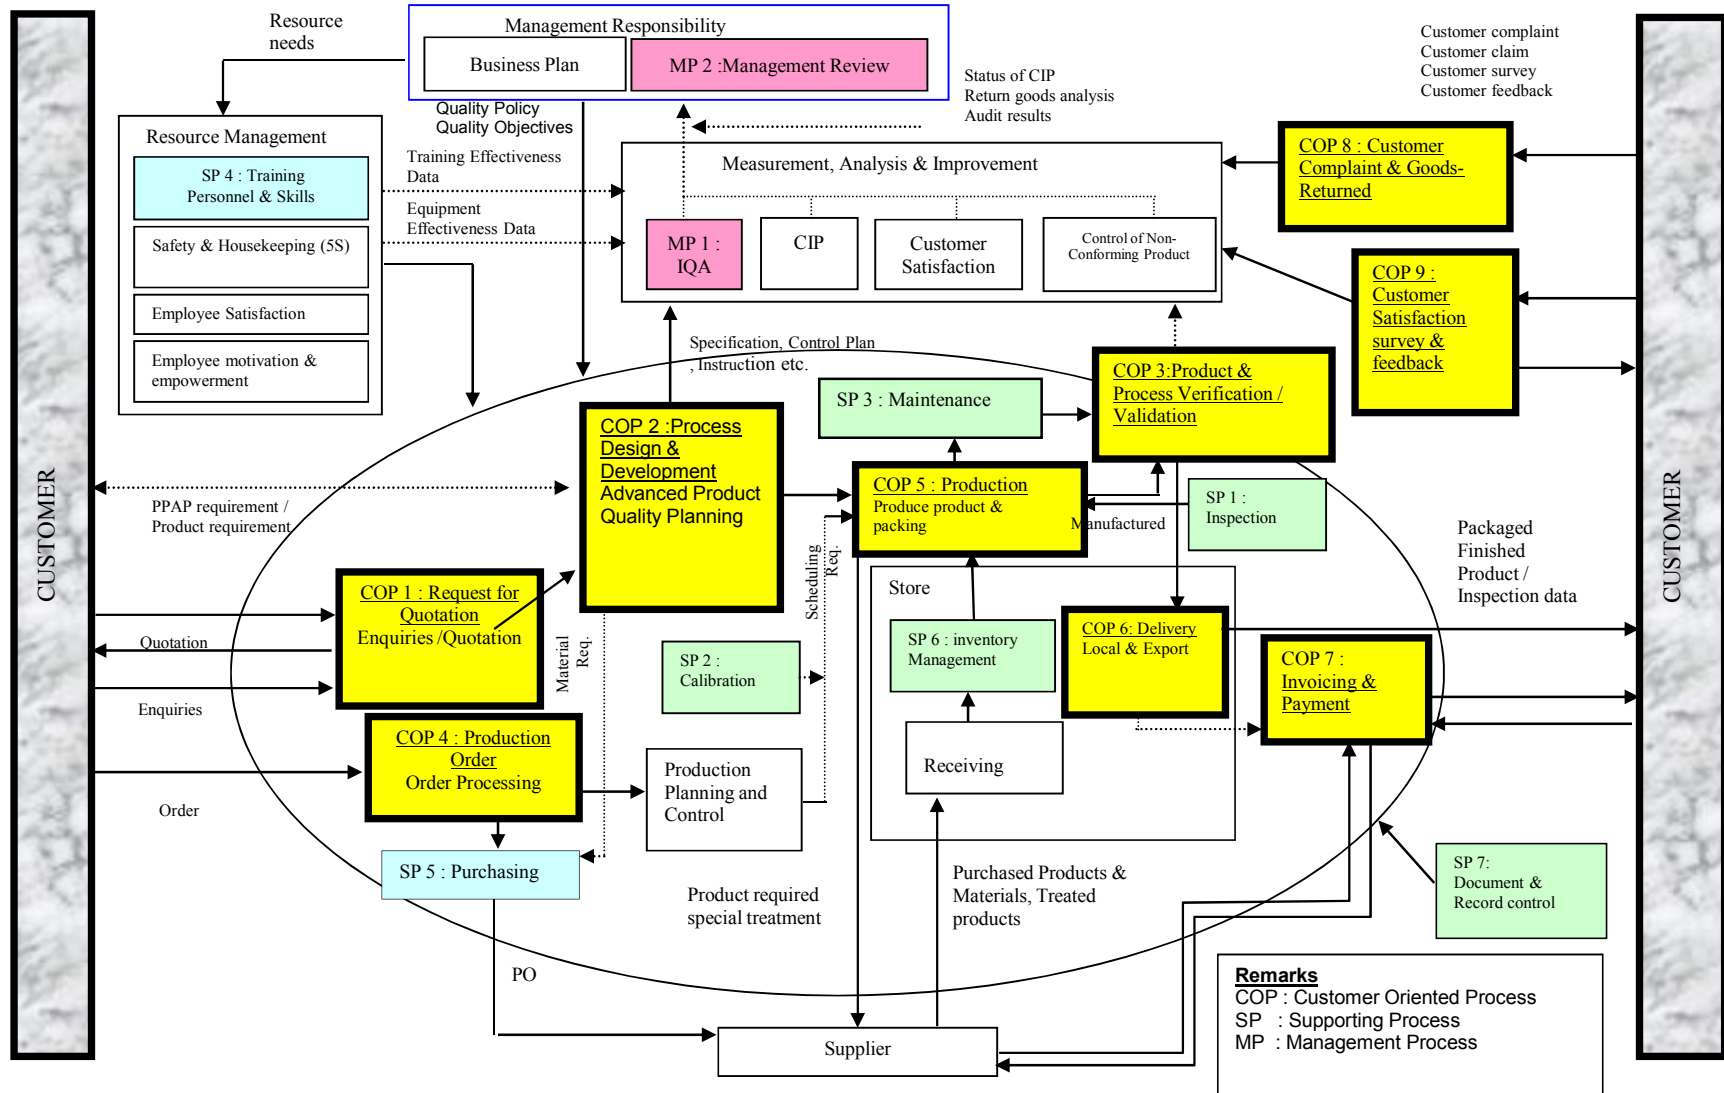 CUSTOMER
Resource
needs
Management Responsibility
Business Plan
MP 2 :Management Review
Quality Policy
Quality Objectives
Status of CIP
Return goods analysis
Audit results
Customer complaint
Customer claim
Customer survey
Customer feedback
Resource Management
SP 4 : Training
Personnel & Skills
Safety & Housekeeping (5S)
Employee Satisfaction
Employee motivation &
empowerment
Training Effectiveness
Data
Equipment
Effectiveness Data
Measurement, Analysis & Improvement
MP 1 :
IQA
CIP
Customer
Satisfaction
Control of Non-
Conforming Product
COP 8 : Customer
Complaint & Goods-
Returned
COP 9 :
Customer
Satisfaction
survey &
feedback
Specification, Control Plan
, Instruction etc.
SP 3 : Maintenance
COP 3:Product &
Process Verification /
Validation
COP 2 :Process
Design &
Development
Advanced Product
Quality Planning
PPAP requirement /
Product requirement
COP 5 : Production
Produce product &
packing
Manufactured
SP 1 :
Inspection
Packaged
Finished
Product /
Inspection data
COP 1 : Request for
Quotation
Enquiries /Quotation
Quotation
Enquiries
Material
Req.
Scheduling
Req.
SP 2 :
Calibration
Store
SP 6 : inventory
Management
COP 6: Delivery
Local & Export
COP 7 :
Invoicing &
Payment
COP 4 : Production
Order
Order Processing
Order
Production
Planning and
Control
Receiving
SP 5 : Purchasing
Product required
special treatment
Purchased Products &
Materials, Treated
products
SP 7:
Document &
Record control
PO
Supplier
Remarks
COP : Customer Oriented Process
SP : Supporting Process
MP : Management Process
CUSTOMER